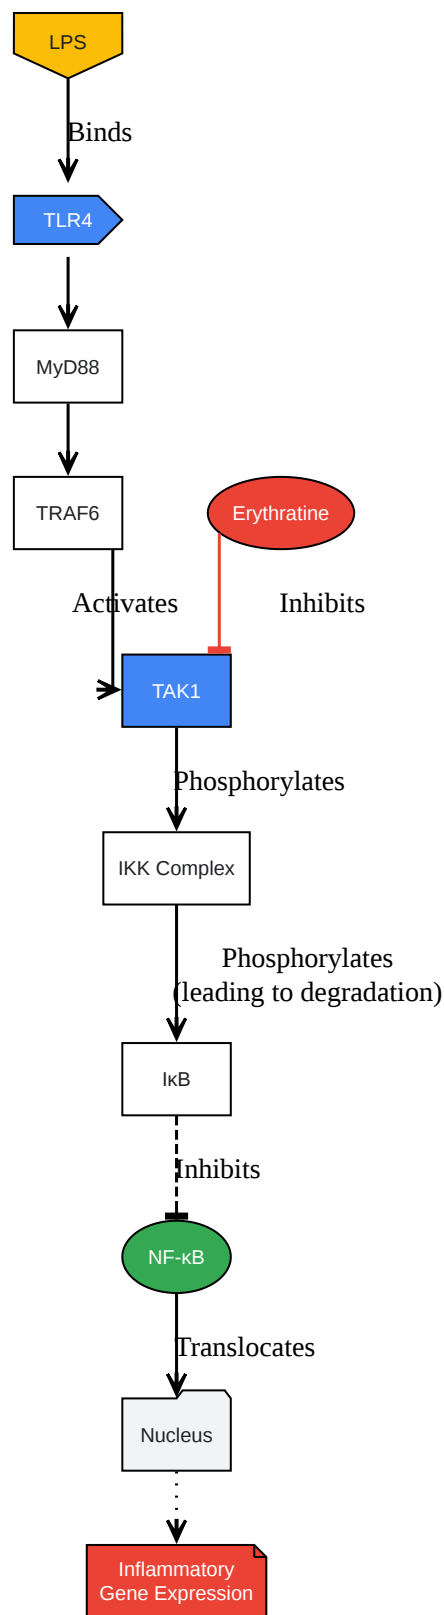 LPS
Binds
TLR4
MyD88
TRAF6
Erythratine
Activates
Inhibits
TAK1
Phosphorylates
IKK Complex
Phosphorylates
(leading to degradation)
IκB
Inhibits
NF-κB
Translocates
Nucleus
Inflammatory
Gene Expression